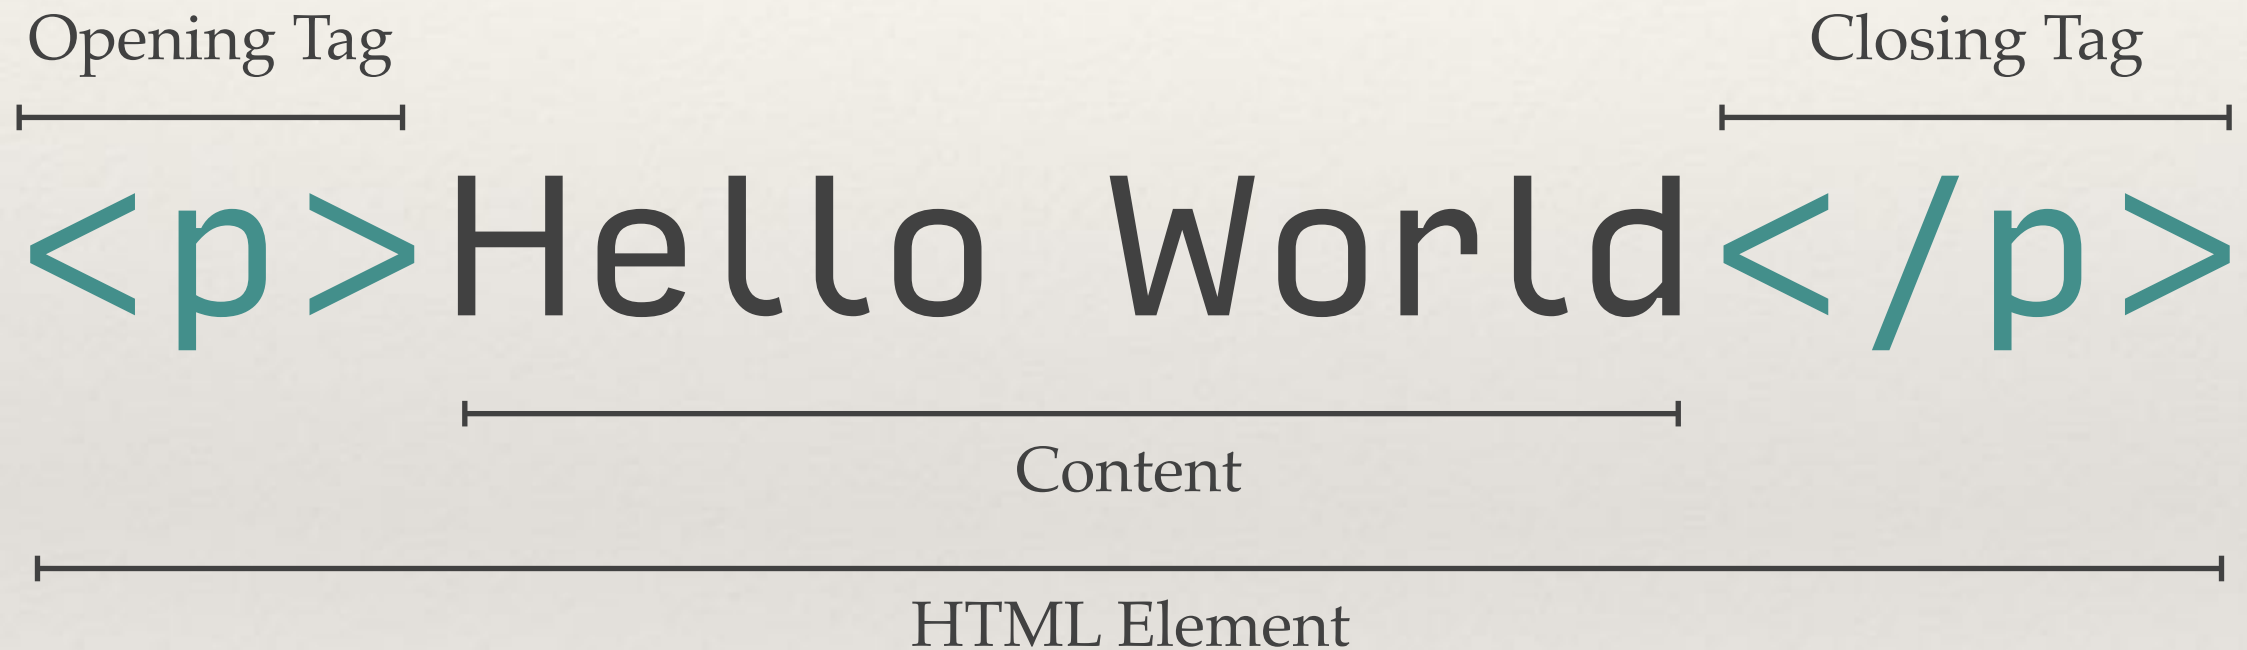 Opening Tag
Closing Tag
<p>Hello World</p>
Content
HTML Element